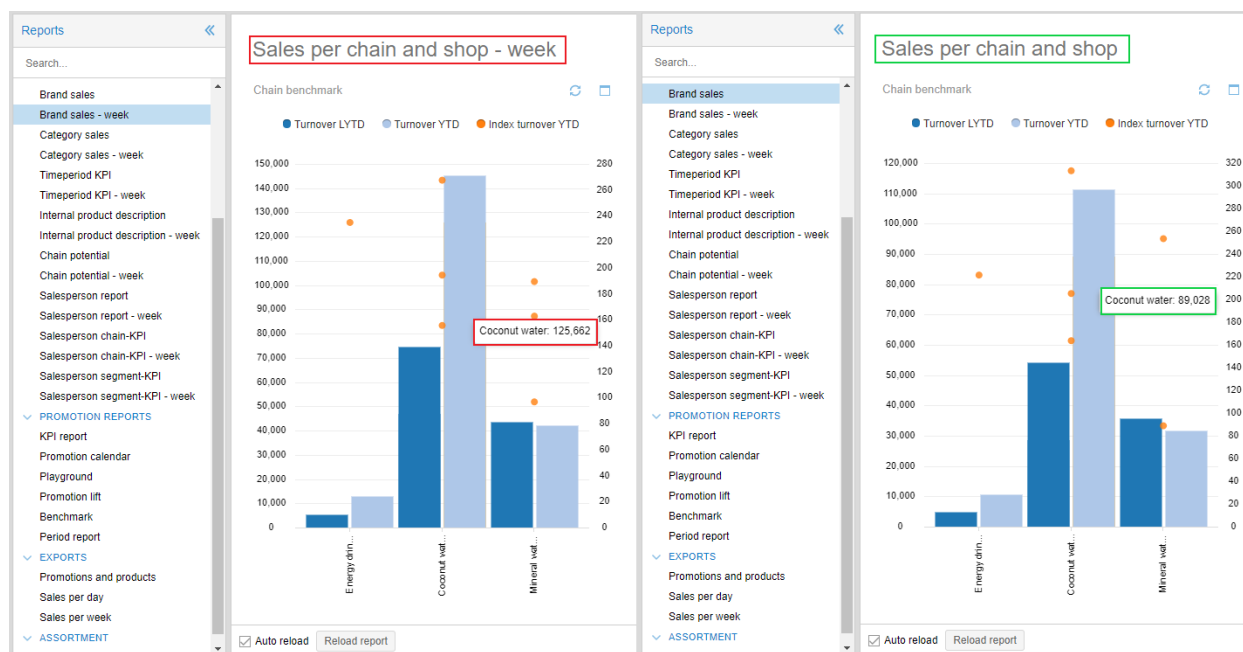 Reports
Search...
Brand sales
Brand sales - week
Category sales
Category sales - week
Timeperiod KPI
Timeperiod KPI - week
Internal product description
Internal product description - week
Chain potential
Chain potential - week
Salesperson report
Salesperson report - week
Salesperson chain-KPI
Salesperson chain-KPI - week
Salesperson segment-KPI
Salesperson segment-KPI - week
PROMOTION REPORTS
KPI report
Promotion calendar
Playground
Promotion lift
Benchmark
Period report
EXPORTS
Promotions and products
Sales per day
Sales per week
ASSORTMENT
Sales per chain and shop - week
Chain benchmark
Turnover LYTD Turnover YTD Index turnover YTD
150,000 280
140,000 260
130,000 240
120,000 220
110,000 200
100,000 180
90,000 160
80,000 140
70,000 120
60,000 100
50,000 80
40,000 60
30,000 40
20,000 20
10,000 0
0
Coconut water: 125,662
Energy drin...
Coconut wat...
Mineral wat...
Auto reload Reload report
Reports
Search...
Brand sales
Brand sales - week
Category sales
Category sales - week
Timeperiod KPI
Timeperiod KPI - week
Internal product description
Internal product description - week
Chain potential
Chain potential - week
Salesperson report
Salesperson report - week
Salesperson chain-KPI
Salesperson chain-KPI - week
Salesperson segment-KPI
Salesperson segment-KPI - week
PROMOTION REPORTS
KPI report
Promotion calendar
Playground
Promotion lift
Benchmark
Period report
EXPORTS
Promotions and products
Sales per day
Sales per week
ASSORTMENT
Sales per chain and shop
Chain benchmark
Turnover LYTD Turnover YTD Index turnover YTD
120,000 320
110,000 300
100,000 280
90,000 260
80,000 240
70,000 220
60,000 200
50,000 180
40,000 160
30,000 140
20,000 120
10,000 100
0 80
60
40
20
0
Coconut water: 89,028
Energy drin...
Coconut wat...
Mineral wat...
Auto reload Reload report